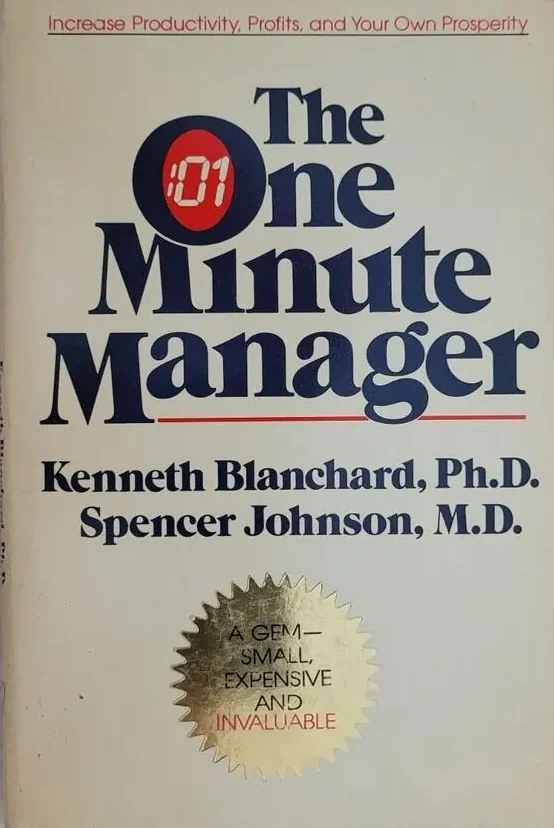 Increase Productivity, Profits, and Your Own Prosperity
The
:01
One
Minute
Manager
Kenneth Blanchard, Ph.D.
Spencer Johnson, M.D.
A GEM—
SMALL,
EXPENSIVE
AND
INVALUABLE